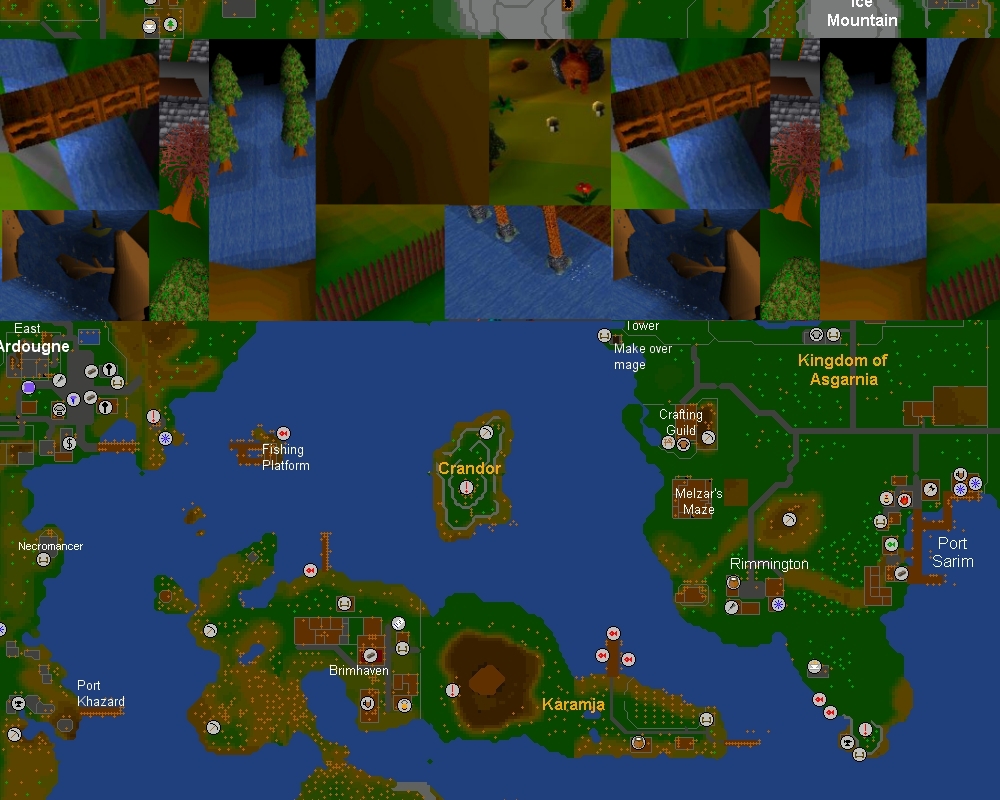 Ice
Mountain
East
Ardougne
Tower
Make over
mage
Kingdom of
Asgarnia
Crafting
Guild
Fishing
Platform
Crandor
Melzar's
Maze
Necromancer
Port
Sarim
Rimmington
Brimhaven
Port
Khazard
Karamja